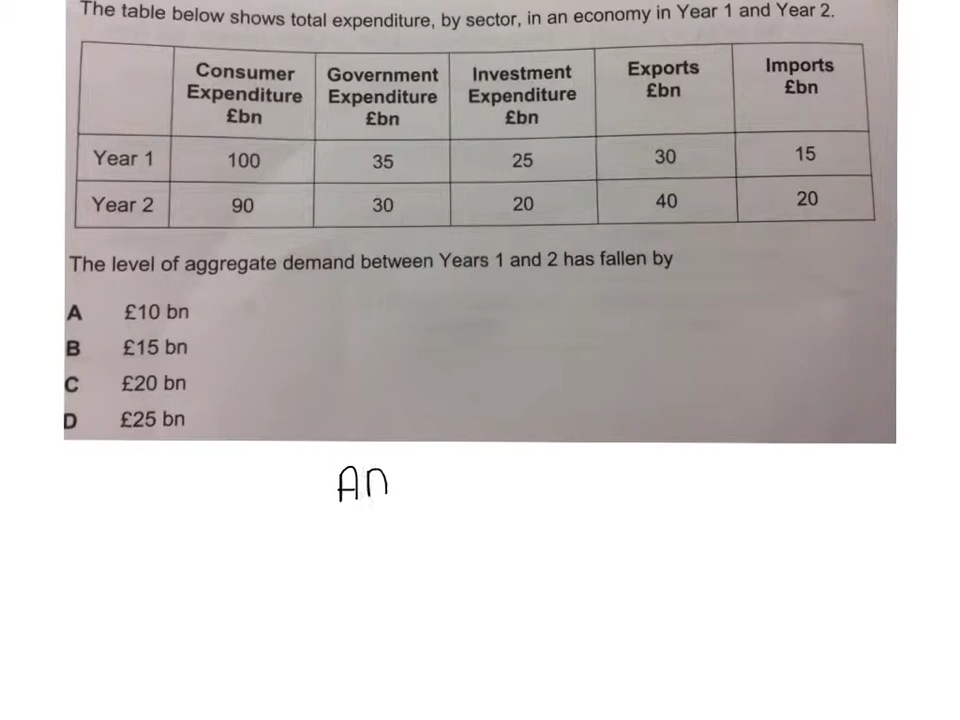 The table below shows total expenditure, by sector, in an economy in Year 1 and Year 2.
Consumer Expenditure £bn Government Expenditure £bn Investment Expenditure £bn Exports £bn Imports £bn
Year 1 100 35 25 30 15
Year 2 90 30 20 40 20
The level of aggregate demand between Years 1 and 2 has fallen by
A £10 bn
B £15 bn
C £20 bn
D £25 bn
An